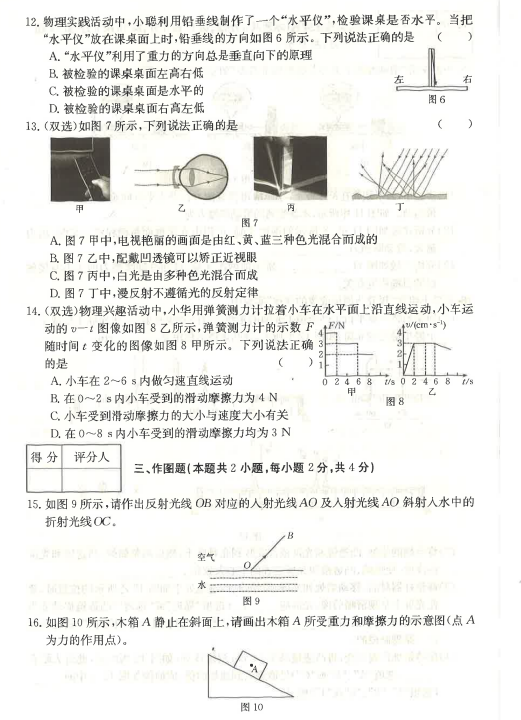 12. 物理实践活动中,小聪利用铅垂线制作了一个“水平仪”,检验课桌是否水平。当把
“水平仪”放在课桌面上时,铅垂线的方向如图 6 所示。下列说法正确的是 ( )
A. “水平仪”利用了重力的方向总是垂直向下的原理
B. 被检验的课桌桌面左高右低
C. 被检验的课桌桌面是水平的
D. 被检验的课桌桌面右高左低
左 右
图 6
13. (双选)如图 7 所示,下列说法正确的是 ( )
甲 乙 丙 丁
图 7
A. 图 7 甲中,电视艳丽的画面是由红、黄、蓝三种色光混合而成的
B. 图 7 乙中,配戴凹透镜可以矫正近视眼
C. 图 7 丙中,白光是由多种色光混合而成
D. 图 7 丁中,漫反射不遵循光的反射定律
14. (双选)物理兴趣活动中,小华用弹簧测力计拉着小车在水平面上沿直线运动,小车运
动的 v—t 图像如图 8 乙所示,弹簧测力计的示数 F
随时间 t 变化的图像如图 8 甲所示。下列说法正确
的是 ( )
A. 小车在 2~6 s 内做匀速直线运动
B. 在 0~2 s 内小车受到的滑动摩擦力为 4 N
C. 小车受到滑动摩擦力的大小与速度大小有关
D. 在 0~8 s 内小车受到的滑动摩擦力均为 3 N
F/N
4
3
2
1
0 2 4 6 8 t/s
甲
v/(cm·s⁻¹)
4
3
2
1
0 2 4 6 8 t/s
乙
图 8
得 分 评分人
三、作图题(本题共 2 小题,每小题 2 分,共 4 分)
15. 如图 9 所示,请作出反射光线 OB 对应的入射光线 AO 及入射光线 AO 斜射入水中的
折射光线 OC。
B
空气
O
水
图 9
16. 如图 10 所示,木箱 A 静止在斜面上,请画出木箱 A 所受重力和摩擦力的示意图(点 A
为力的作用点)。
A
图 10